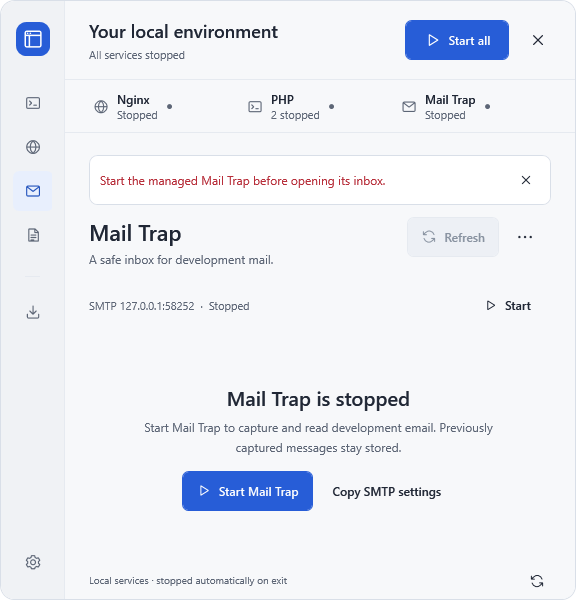 Your local environment
All services stopped
Start all
Nginx
Stopped
PHP
2 stopped
Mail Trap
Stopped
Start the managed Mail Trap before opening its inbox.
Mail Trap
A safe inbox for development mail.
Refresh
SMTP 127.0.0.1:58252 · Stopped
Start
Mail Trap is stopped
Start Mail Trap to capture and read development email. Previously
captured messages stay stored.
Start Mail Trap
Copy SMTP settings
Local services · stopped automatically on exit